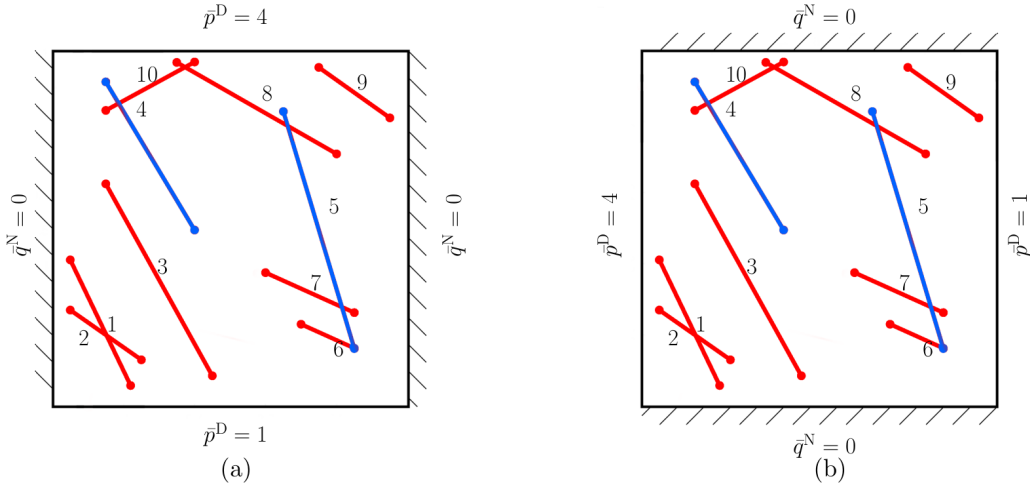 p̄ᴰ = 4
10
4
8
9
5
3
7
1
2
6
q̄ᴺ = 0
q̄ᴺ = 0
p̄ᴰ = 1
(a)
q̄ᴺ = 0
10
4
8
9
5
3
7
1
2
6
p̄ᴰ = 4
p̄ᴰ = 1
q̄ᴺ = 0
(b)